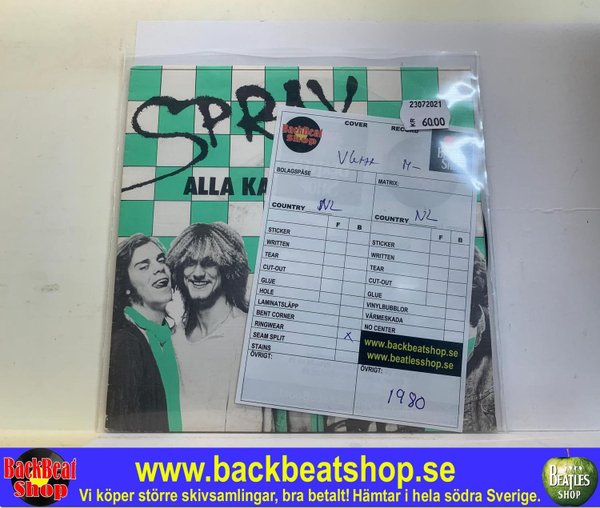 SPRAY
ALLA KA
23072021
KR 60.00
BackBeat
Shop
COVER
RECORD
M-
BOLAGSPÅSE
MATRIX:
COUNTRY NL
COUNTRY NL
F B
F B
STICKER
STICKER
WRITTEN
WRITTEN
TEAR
TEAR
CUT-OUT
CUT-OUT
GLUE
GLUE
HOLE
VINYLBUBBLOR
LAMINATSLÄPP
VÄRMESKADA
BENT CORNER
NO CENTER
RINGWEAR
SEAM SPLIT X
STAINS
ÖVRIGT:
www.backbeatshop.se
www.beatlesshop.se
ÖVRIGT:
1980
BackBeat
Shop
www.backbeatshop.se
Vi köper större skivsamlingar, bra betalt! Hämtar i hela södra Sverige.
BEATLES
SHOP